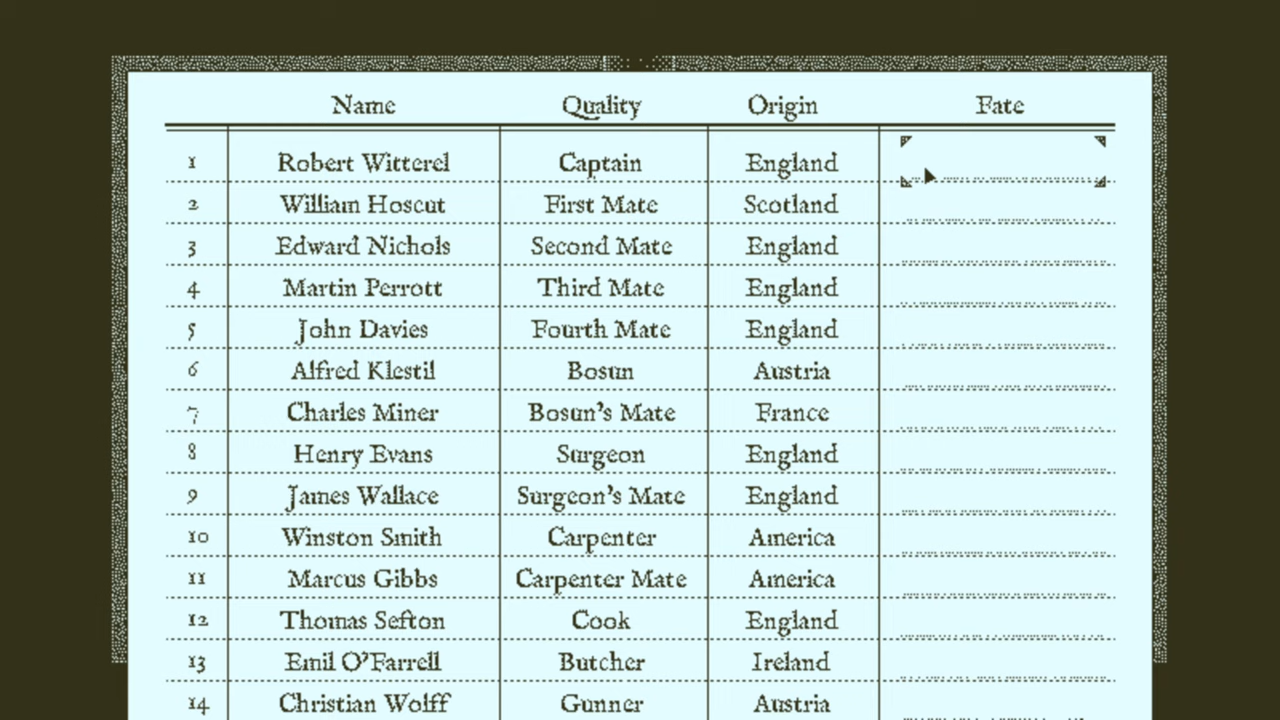 Name Quality Origin Fate
1 Robert Witterel Captain England
2 William Hoscut First Mate Scotland
3 Edward Nichols Second Mate England
4 Martin Perrott Third Mate England
5 John Davies Fourth Mate England
6 Alfred Klestil Bosun Austria
7 Charles Miner Bosun's Mate France
8 Henry Evans Surgeon England
9 James Wallace Surgeon's Mate England
10 Winston Smith Carpenter America
11 Marcus Gibbs Carpenter Mate America
12 Thomas Sefton Cook England
13 Emil O'Farrell Butcher Ireland
14 Christian Wolff Gunner Austria